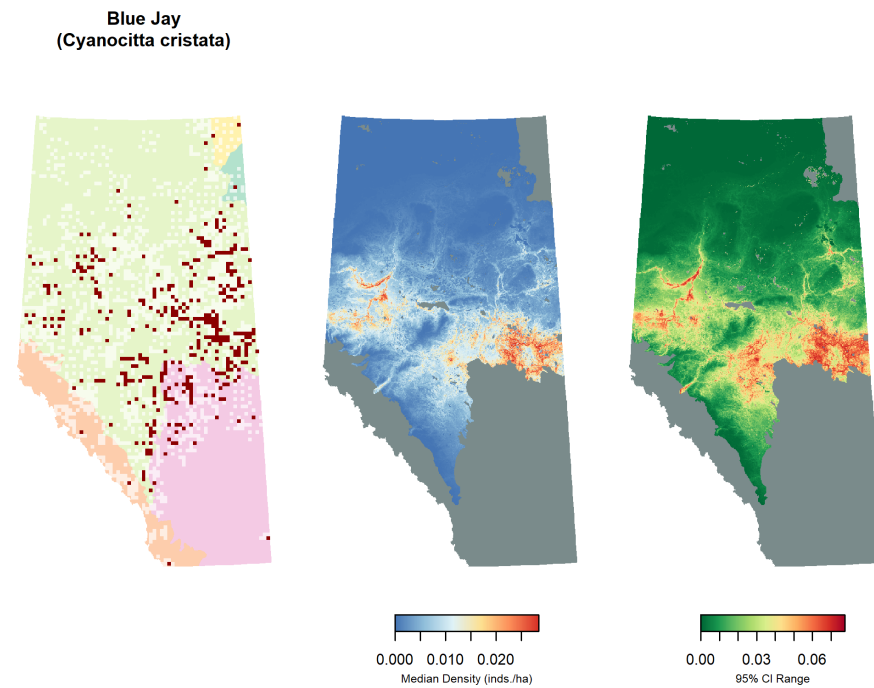 Blue Jay
(Cyanocitta cristata)
0.000 0.010 0.020
Median Density (inds./ha)
0.00 0.03 0.06
95% CI Range